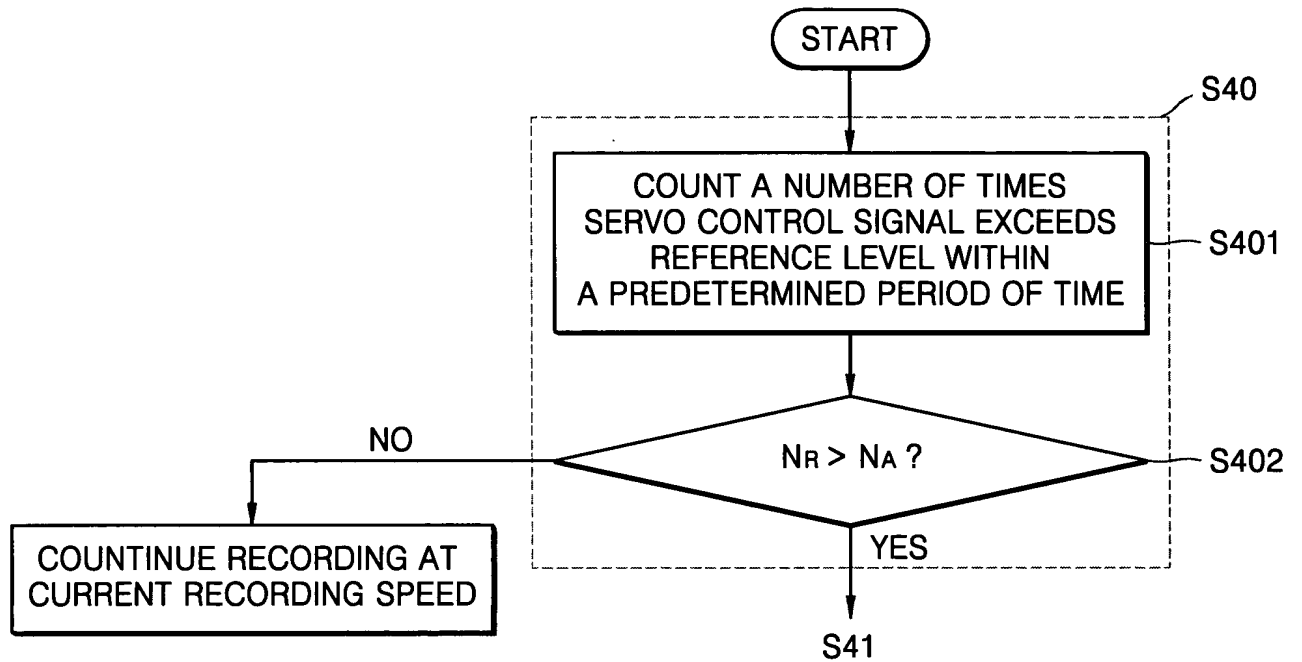 START
S40
COUNT A NUMBER OF TIMES
SERVO CONTROL SIGNAL EXCEEDS
REFERENCE LEVEL WITHIN
A PREDETERMINED PERIOD OF TIME
S401
NR > NA ?
S402
NO
YES
COUNTINUE RECORDING AT
CURRENT RECORDING SPEED
S41